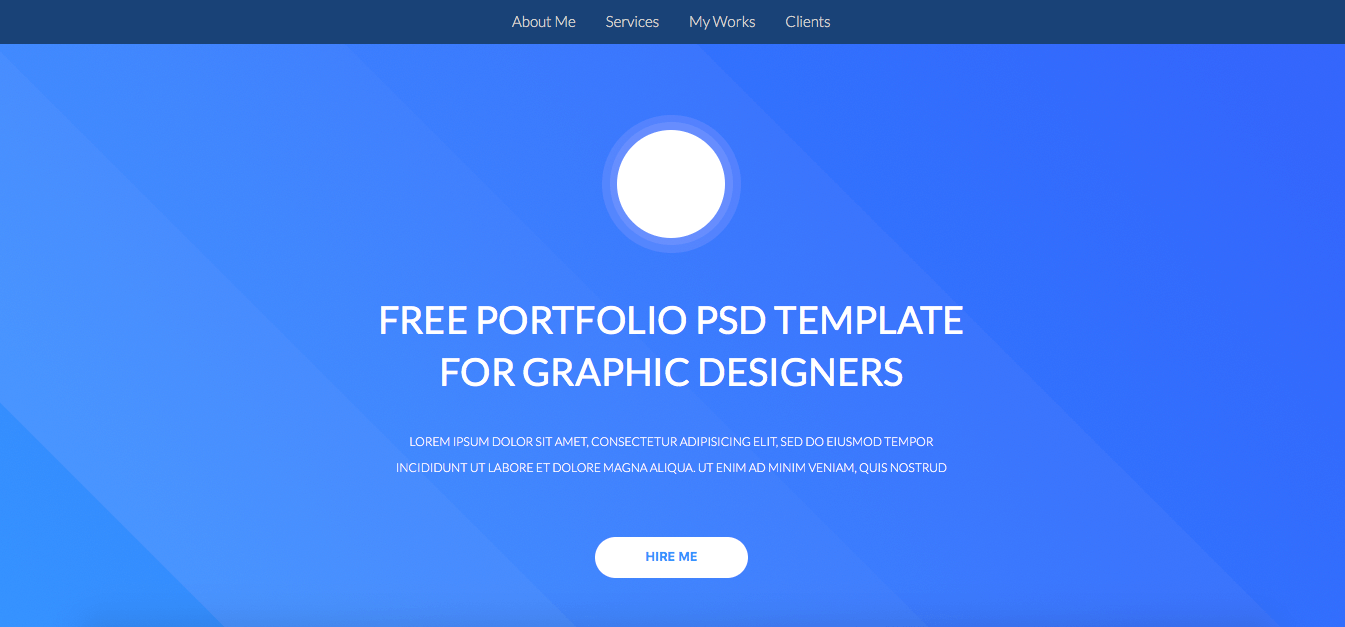 About Me Services My Works Clients
FREE PORTFOLIO PSD TEMPLATE
FOR GRAPHIC DESIGNERS
LOREM IPSUM DOLOR SIT AMET, CONSECTETUR ADIPISICING ELIT, SED DO EIUSMOD TEMPOR
INCIDIDUNT UT LABORE ET DOLORE MAGNA ALIQUA. UT ENIM AD MINIM VENIAM, QUIS NOSTRUD
HIRE ME